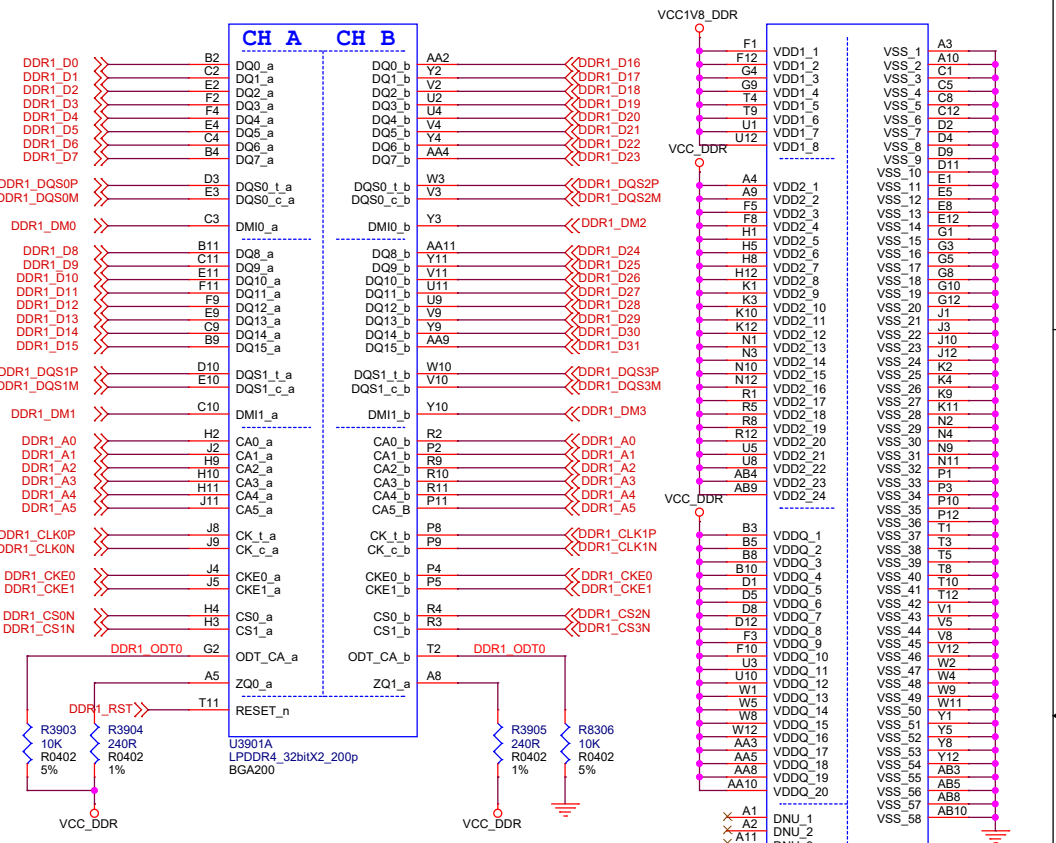 CH A CH B
DDR1_D0 B2 DQ0_a DQ0_b AA2 DDR1_D16
DDR1_D1 C2 DQ1_a DQ1_b Y2 DDR1_D17
DDR1_D2 E2 DQ2_a DQ2_b V2 DDR1_D18
DDR1_D3 F2 DQ3_a DQ3_b U2 DDR1_D19
DDR1_D4 F4 DQ4_a DQ4_b U4 DDR1_D20
DDR1_D5 E4 DQ5_a DQ5_b V4 DDR1_D21
DDR1_D6 C4 DQ6_a DQ6_b Y4 DDR1_D22
DDR1_D7 B4 DQ7_a DQ7_b AA4 DDR1_D23
DDR1_DQS0P D3 DQS0_t_a DQS0_t_b W3 DDR1_DQS2P
DDR1_DQS0M E3 DQS0_c_a DQS0_c_b V3 DDR1_DQS2M
DDR1_DM0 C3 DMI0_a DMI0_b Y3 DDR1_DM2
DDR1_D8 B11 DQ8_a DQ8_b AA11 DDR1_D24
DDR1_D9 C11 DQ9_a DQ9_b Y11 DDR1_D25
DDR1_D10 E11 DQ10_a DQ10_b V11 DDR1_D26
DDR1_D11 F11 DQ11_a DQ11_b U11 DDR1_D27
DDR1_D12 F9 DQ12_a DQ12_b U9 DDR1_D28
DDR1_D13 E9 DQ13_a DQ13_b V9 DDR1_D29
DDR1_D14 C9 DQ14_a DQ14_b Y9 DDR1_D30
DDR1_D15 B9 DQ15_a DQ15_b AA9 DDR1_D31
DDR1_DQS1P D10 DQS1_t_a DQS1_t_b W10 DDR1_DQS3P
DDR1_DQS1M E10 DQS1_c_a DQS1_c_b V10 DDR1_DQS3M
DDR1_DM1 C10 DMI1_a DMI1_b Y10 DDR1_DM3
DDR1_A0 H2 CA0_a CA0_b R2 DDR1_A0
DDR1_A1 J2 CA1_a CA1_b P2 DDR1_A1
DDR1_A2 H9 CA2_a CA2_b R9 DDR1_A2
DDR1_A3 H10 CA3_a CA3_b R10 DDR1_A3
DDR1_A4 H11 CA4_a CA4_b R11 DDR1_A4
DDR1_A5 J11 CA5_a CA5_B P11 DDR1_A5
DDR1_CLK0P J8 CK_t_a CK_t_b P8 DDR1_CLK1P
DDR1_CLK0N J9 CK_c_a CK_c_b P9 DDR1_CLK1N
DDR1_CKE0 J4 CKE0_a CKE0_b P4 DDR1_CKE0
DDR1_CKE1 J5 CKE1_a CKE1_b P5 DDR1_CKE1
DDR1_CS0N H4 CS0_a CS0_b R4 DDR1_CS2N
DDR1_CS1N H3 CS1_a CS1_b R3 DDR1_CS3N
DDR1_ODT0 G2 ODT_CA_a ODT_CA_b T2 DDR1_ODT0
A5 ZQ0_a ZQ1_a A8
DDR1_RST T11 RESET_n
R3903 R3904 R3905 R8306
10K 240R 240R 10K
R0402 R0402 R0402 R0402
5% 1% 1% 5%
U3901A
LPDDR4_32bitX2_200p
BGA200
VCC_DDR VCC_DDR
VCC1V8_DDR
F1 VDD1_1
F12 VDD1_2
G4 VDD1_3
G9 VDD1_4
T4 VDD1_5
T9 VDD1_6
U1 VDD1_7
U12 VDD1_8
VCC_DDR
A4 VDD2_1
A9 VDD2_2
F5 VDD2_3
F8 VDD2_4
H1 VDD2_5
H5 VDD2_6
H8 VDD2_7
H12 VDD2_8
K1 VDD2_9
K3 VDD2_10
K10 VDD2_11
K12 VDD2_12
N1 VDD2_13
N3 VDD2_14
N10 VDD2_15
N12 VDD2_16
R1 VDD2_17
R5 VDD2_18
R8 VDD2_19
R12 VDD2_20
U5 VDD2_21
U8 VDD2_22
AB4 VDD2_23
AB9 VDD2_24
VCC_DDR
B3 VDDQ_1
B5 VDDQ_2
B8 VDDQ_3
B10 VDDQ_4
D1 VDDQ_5
D5 VDDQ_6
D8 VDDQ_7
D12 VDDQ_8
F3 VDDQ_9
F10 VDDQ_10
U3 VDDQ_11
U10 VDDQ_12
W1 VDDQ_13
W5 VDDQ_14
W8 VDDQ_15
W12 VDDQ_16
AA3 VDDQ_17
AA5 VDDQ_18
AA8 VDDQ_19
AA10 VDDQ_20
A1 DNU_1
A2 DNU_2
A11
VSS_1 A3
VSS_2 A10
VSS_3 C1
VSS_4 C5
VSS_5 C8
VSS_6 C12
VSS_7 D2
VSS_8 D4
VSS_9 D9
VSS_10 D11
VSS_11 E1
VSS_12 E5
VSS_13 E8
VSS_14 E12
VSS_15 G1
VSS_16 G3
VSS_17 G5
VSS_18 G8
VSS_19 G10
VSS_20 G12
VSS_21 J1
VSS_22 J3
VSS_23 J10
VSS_24 J12
VSS_25 K2
VSS_26 K4
VSS_27 K9
VSS_28 K11
VSS_29 N2
VSS_30 N4
VSS_31 N9
VSS_32 N11
VSS_33 P1
VSS_34 P3
VSS_35 P10
VSS_36 P12
VSS_37 T1
VSS_38 T3
VSS_39 T5
VSS_40 T8
VSS_41 T10
VSS_42 T12
VSS_43 V1
VSS_44 V5
VSS_45 V8
VSS_46 V12
VSS_47 W2
VSS_48 W4
VSS_49 W9
VSS_50 W11
VSS_51 Y1
VSS_52 Y5
VSS_53 Y8
VSS_54 Y12
VSS_55 AB3
VSS_56 AB5
VSS_57 AB8
VSS_58 AB10